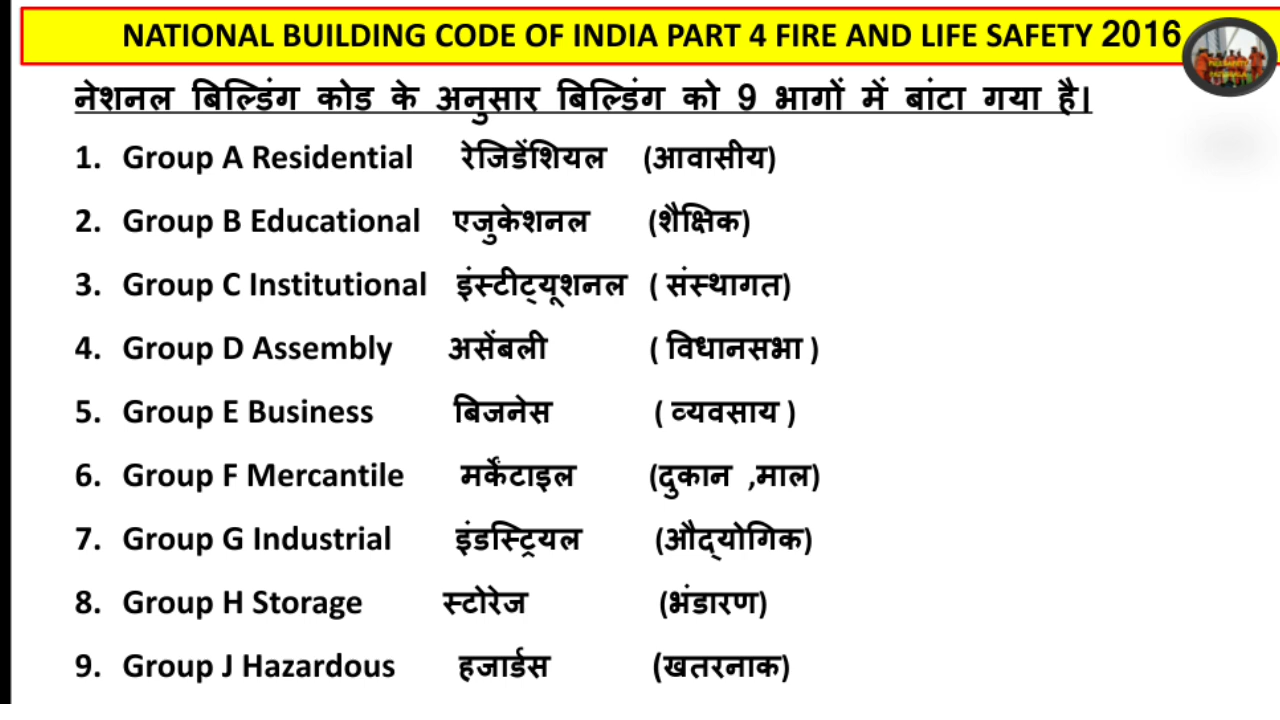 NATIONAL BUILDING CODE OF INDIA PART 4 FIRE AND LIFE SAFETY 2016
नेशनल बिल्डिंग कोड के अनुसार बिल्डिंग को 9 भागों में बांटा गया है।
1. Group A Residential रेजिडेंशियल (आवासीय)
2. Group B Educational एजुकेशनल (शैक्षिक)
3. Group C Institutional इंस्टीट्यूशनल ( संस्थागत)
4. Group D Assembly असेंबली ( विधानसभा )
5. Group E Business बिजनेस ( व्यवसाय )
6. Group F Mercantile मर्केंटाइल (दुकान ,माल)
7. Group G Industrial इंडस्ट्रियल (औद्योगिक)
8. Group H Storage स्टोरेज (भंडारण)
9. Group J Hazardous हजार्डस (खतरनाक)